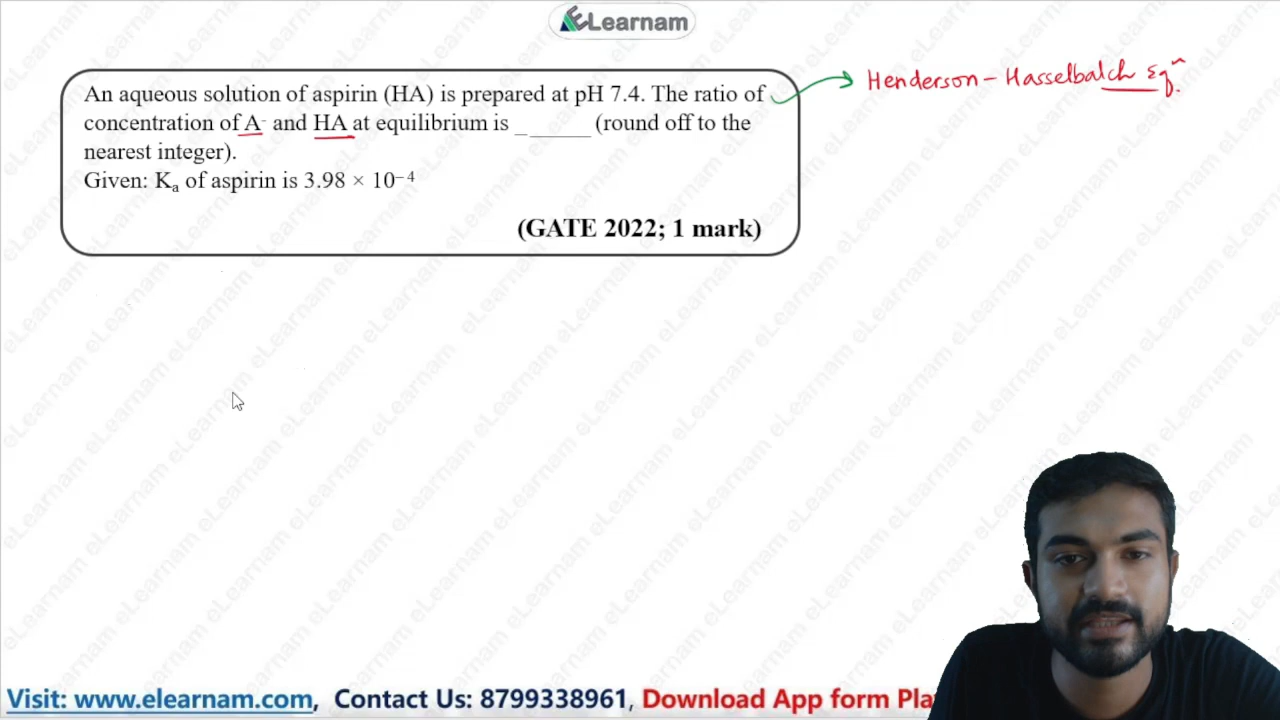 eLearnam
An aqueous solution of aspirin (HA) is prepared at pH 7.4. The ratio of
concentration of A⁻ and HA at equilibrium is _ ______ (round off to the
nearest integer).
Given: Kₐ of aspirin is 3.98 × 10⁻⁴
(GATE 2022; 1 mark)
Henderson - Hasselbalch Eqⁿ.
Visit: www.elearnam.com, Contact Us: 8799338961, Download App form Pla